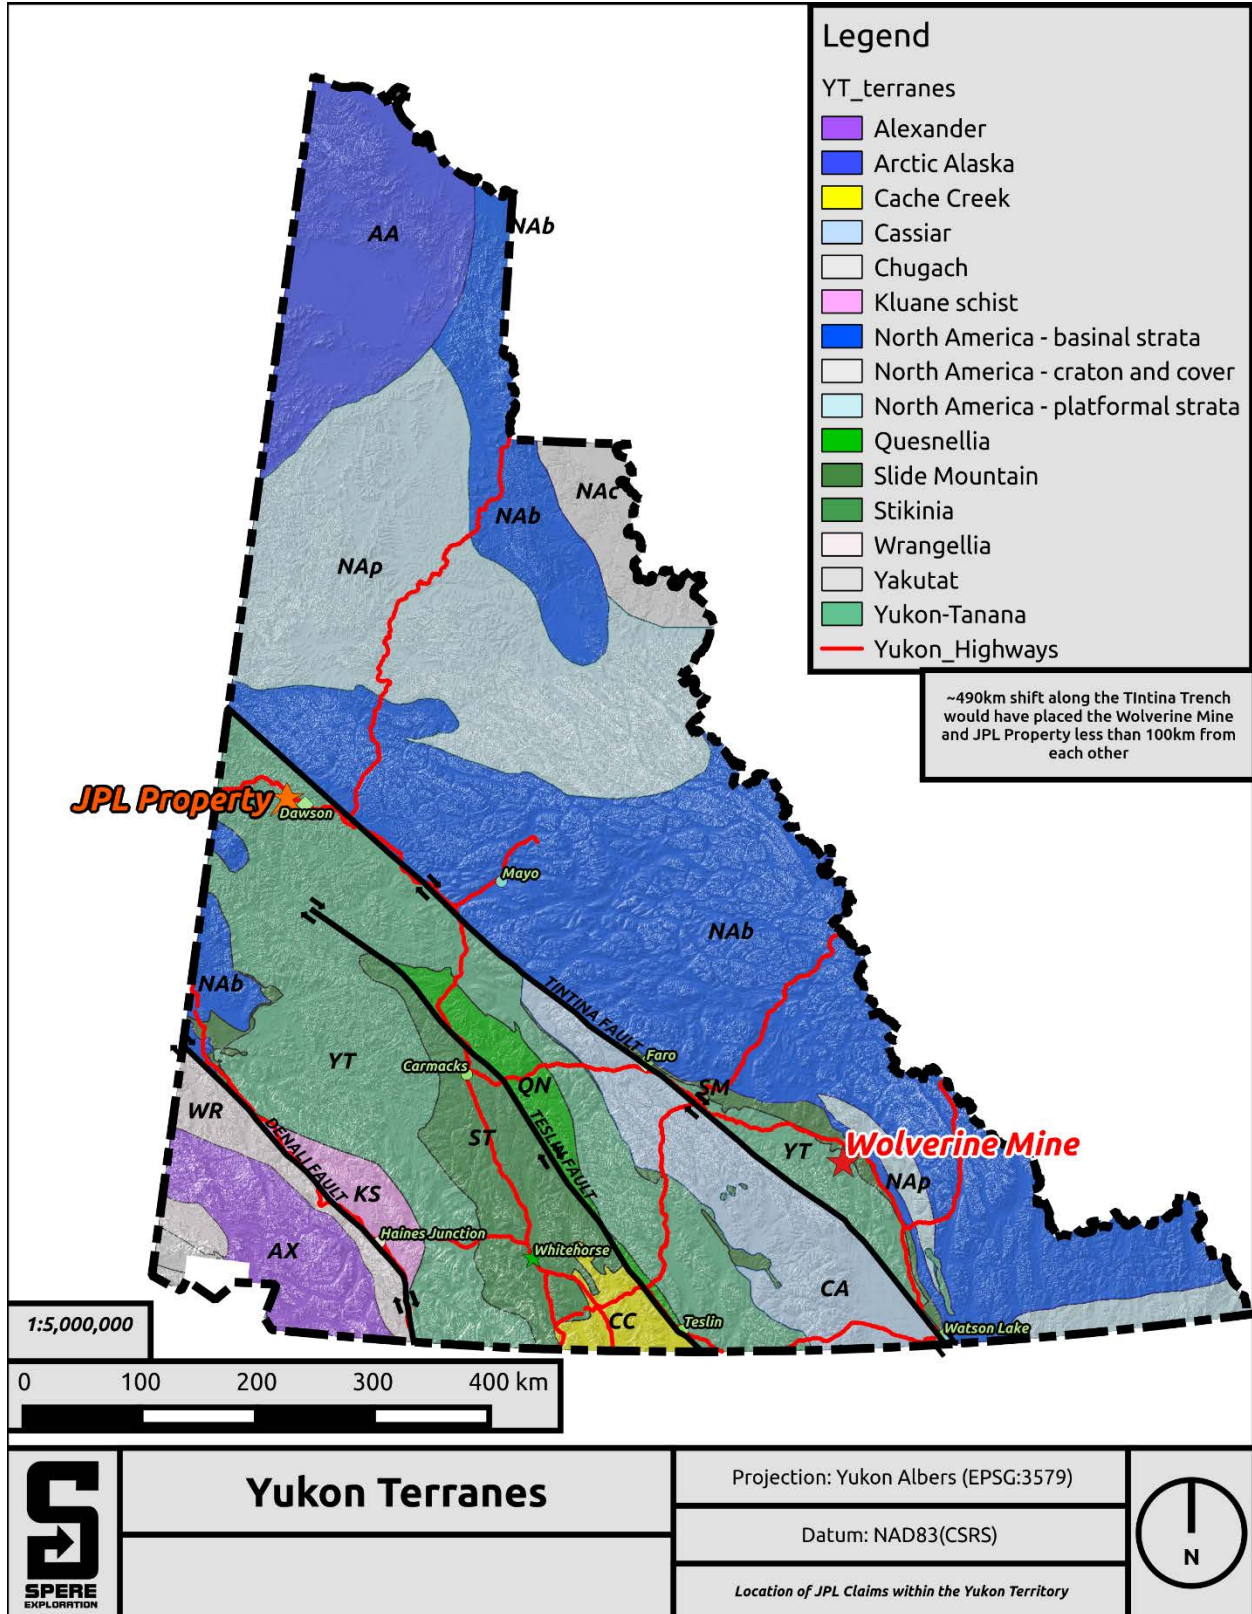 Legend
YT_terranes
Alexander
Arctic Alaska
Cache Creek
Cassiar
Chugach
Kluane schist
North America - basinal strata
North America - craton and cover
North America - platformal strata
Quesnellia
Slide Mountain
Stikinia
Wrangellia
Yakutat
Yukon-Tanana
Yukon_Highways
~490km shift along the TIntina Trench
would have placed the Wolverine Mine
and JPL Property less than 100km from
each other
AA
NAb
NAc
NAb
NAp
JPL Property
Dawson
Mayo
NAb
NAb
TINTINA FAULT
Faro
YT
Carmacks
QN
SM
WR
ST
TESLIN FAULT
YT
Wolverine Mine
DENALI FAULT
KS
NAp
Haines Junction
AX
Whitehorse
CA
CC
Teslin
Watson Lake
1:5,000,000
0 100 200 300 400 km
S
SPERE
EXPLORATION
Yukon Terranes
Projection: Yukon Albers (EPSG:3579)
Datum: NAD83(CSRS)
Location of JPL Claims within the Yukon Territory
N